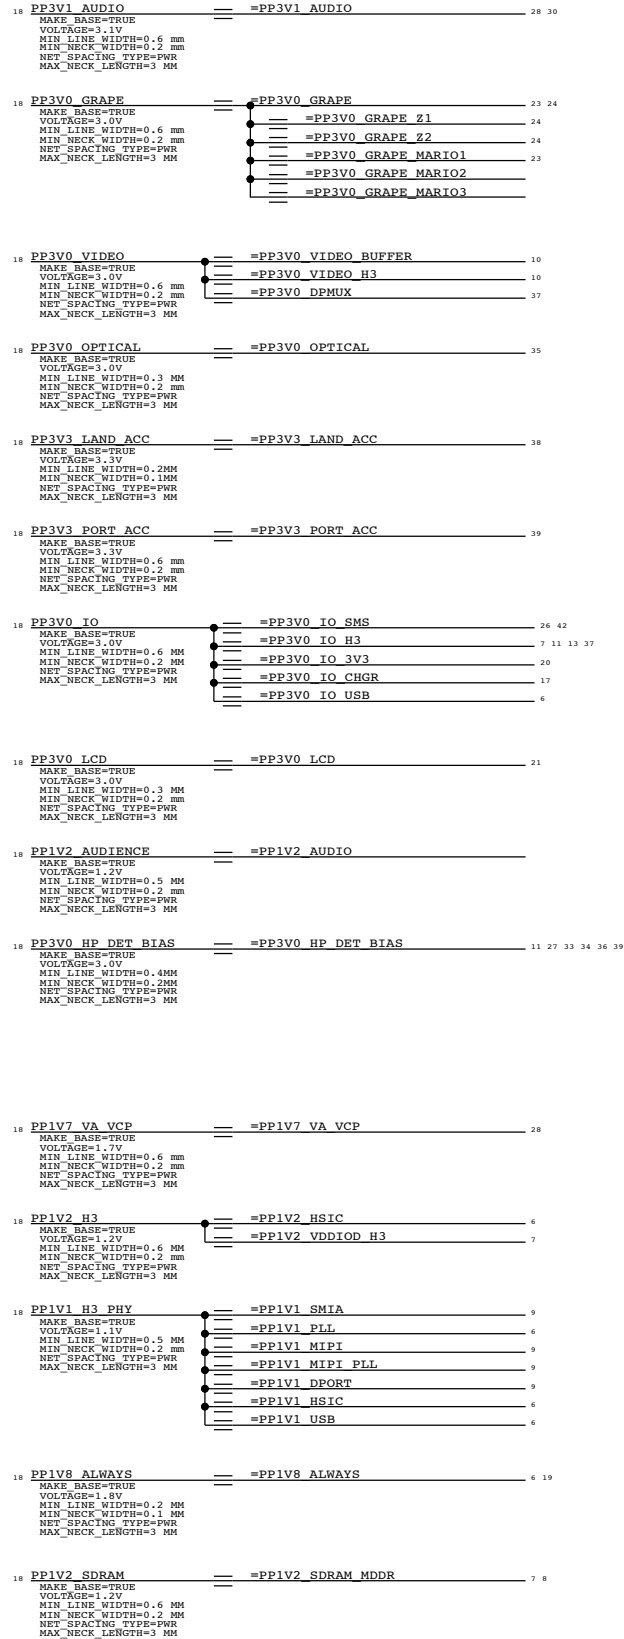 18 PP3V1_AUDIO =PP3V1_AUDIO 28 30
MAKE_BASE=TRUE
VOLTAGE=3.1V
MIN_LINE_WIDTH=0.6 mm
MIN_NECK_WIDTH=0.2 mm
NET_SPACING_TYPE=PWR
MAX_NECK_LENGTH=3 MM
18 PP3V0_GRAPE =PP3V0_GRAPE 23 24
MAKE_BASE=TRUE
VOLTAGE=3.0V
MIN_LINE_WIDTH=0.6 mm
MIN_NECK_WIDTH=0.2 mm
NET_SPACING_TYPE=PWR
MAX_NECK_LENGTH=3 MM
=PP3V0_GRAPE_Z1 24
=PP3V0_GRAPE_Z2 24
=PP3V0_GRAPE_MARIO1 23
=PP3V0_GRAPE_MARIO2
=PP3V0_GRAPE_MARIO3
18 PP3V0_VIDEO =PP3V0_VIDEO_BUFFER 10
MAKE_BASE=TRUE
VOLTAGE=3.0V
MIN_LINE_WIDTH=0.6 mm
MIN_NECK_WIDTH=0.2 mm
NET_SPACING_TYPE=PWR
MAX_NECK_LENGTH=3 MM
=PP3V0_VIDEO_H3 10
=PP3V0_DPMUX 37
18 PP3V0_OPTICAL =PP3V0_OPTICAL 35
MAKE_BASE=TRUE
VOLTAGE=3.0V
MIN_LINE_WIDTH=0.3 MM
MIN_NECK_WIDTH=0.2 mm
NET_SPACING_TYPE=PWR
MAX_NECK_LENGTH=3 MM
18 PP3V3_LAND_ACC =PP3V3_LAND_ACC 38
MAKE_BASE=TRUE
VOLTAGE=3.3V
MIN_LINE_WIDTH=0.2MM
MIN_NECK_WIDTH=0.1MM
NET_SPACING_TYPE=PWR
MAX_NECK_LENGTH=3 MM
18 PP3V3_PORT_ACC =PP3V3_PORT_ACC 39
MAKE_BASE=TRUE
VOLTAGE=3.3V
MIN_LINE_WIDTH=0.6 mm
MIN_NECK_WIDTH=0.2 mm
NET_SPACING_TYPE=PWR
MAX_NECK_LENGTH=3 MM
18 PP3V0_IO =PP3V0_IO_SMS 26 42
MAKE_BASE=TRUE
VOLTAGE=3.0V
MIN_LINE_WIDTH=0.6 MM
MIN_NECK_WIDTH=0.2 MM
NET_SPACING_TYPE=PWR
MAX_NECK_LENGTH=3 MM
=PP3V0_IO_H3 7 11 13 37
=PP3V0_IO_3V3 20
=PP3V0_IO_CHGR 17
=PP3V0_IO_USB 6
18 PP3V0_LCD =PP3V0_LCD 21
MAKE_BASE=TRUE
VOLTAGE=3.0V
MIN_LINE_WIDTH=0.3 MM
MIN_NECK_WIDTH=0.2 mm
NET_SPACING_TYPE=PWR
MAX_NECK_LENGTH=3 MM
18 PP1V2_AUDIENCE =PP1V2_AUDIO
MAKE_BASE=TRUE
VOLTAGE=1.2V
MIN_LINE_WIDTH=0.5 MM
MIN_NECK_WIDTH=0.2 mm
NET_SPACING_TYPE=PWR
MAX_NECK_LENGTH=3 MM
18 PP3V0_HP_DET_BIAS =PP3V0_HP_DET_BIAS 11 27 33 34 36 39
MAKE_BASE=TRUE
VOLTAGE=3.0V
MIN_LINE_WIDTH=0.4MM
MIN_NECK_WIDTH=0.2MM
NET_SPACING_TYPE=PWR
MAX_NECK_LENGTH=3 MM
18 PP1V7_VA_VCP =PP1V7_VA_VCP 28
MAKE_BASE=TRUE
VOLTAGE=1.7V
MIN_LINE_WIDTH=0.6 mm
MIN_NECK_WIDTH=0.2 mm
NET_SPACING_TYPE=PWR
MAX_NECK_LENGTH=3 MM
18 PP1V2_H3 =PP1V2_HSIC 6
MAKE_BASE=TRUE
VOLTAGE=1.2V
MIN_LINE_WIDTH=0.6 MM
MIN_NECK_WIDTH=0.2 mm
NET_SPACING_TYPE=PWR
MAX_NECK_LENGTH=3 MM
=PP1V2_VDDIOD_H3 7
18 PP1V1_H3_PHY =PP1V1_SMIA 9
MAKE_BASE=TRUE
VOLTAGE=1.1V
MIN_LINE_WIDTH=0.5 MM
MIN_NECK_WIDTH=0.2 mm
NET_SPACING_TYPE=PWR
MAX_NECK_LENGTH=3 MM
=PP1V1_PLL 6
=PP1V1_MIPI 9
=PP1V1_MIPI_PLL 9
=PP1V1_DPORT 9
=PP1V1_HSIC 6
=PP1V1_USB 6
18 PP1V8_ALWAYS =PP1V8_ALWAYS 6 19
MAKE_BASE=TRUE
VOLTAGE=1.8V
MIN_LINE_WIDTH=0.2 MM
MIN_NECK_WIDTH=0.1 MM
NET_SPACING_TYPE=PWR
MAX_NECK_LENGTH=3 MM
18 PP1V2_SDRAM =PP1V2_SDRAM_MDDR 7 8
MAKE_BASE=TRUE
VOLTAGE=1.2V
MIN_LINE_WIDTH=0.6 MM
MIN_NECK_WIDTH=0.2 MM
NET_SPACING_TYPE=PWR
MAX_NECK_LENGTH=3 MM